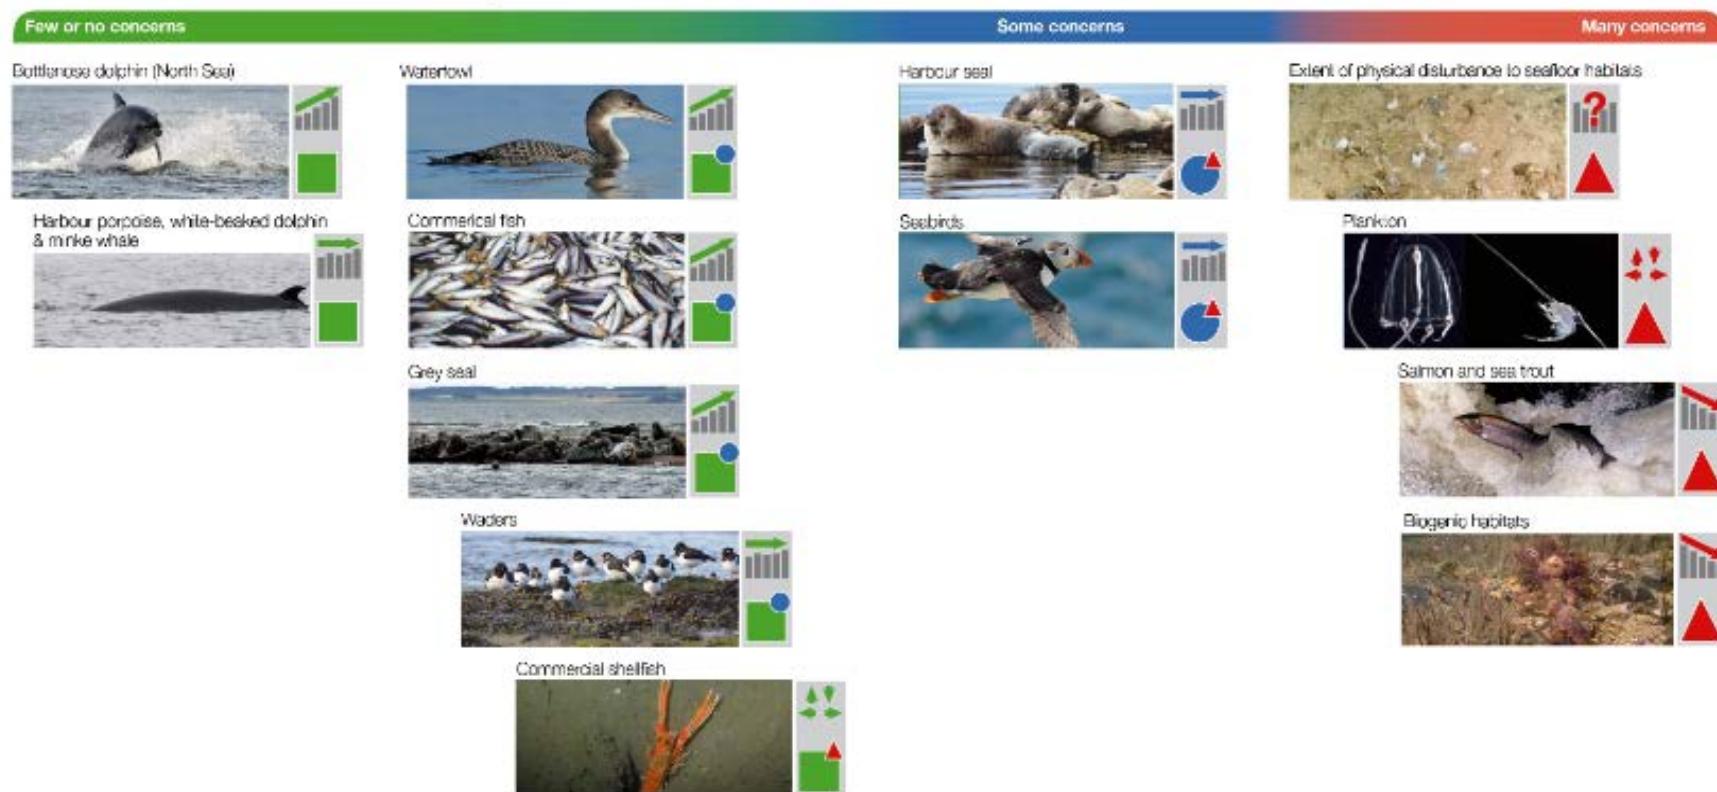 Few or no concerns
Some concerns
Many concerns
Bottlenose dolphin (North Sea)
Waterfowl
Harbour seal
Extent of physical disturbance to seafloor habitats
Harbour porpoise, white-beaked dolphin
& minke whale
Commerical fish
Seabirds
Plankton
Grey seal
Salmon and sea trout
Waders
Biogenic habitats
Commercial shellfish
?